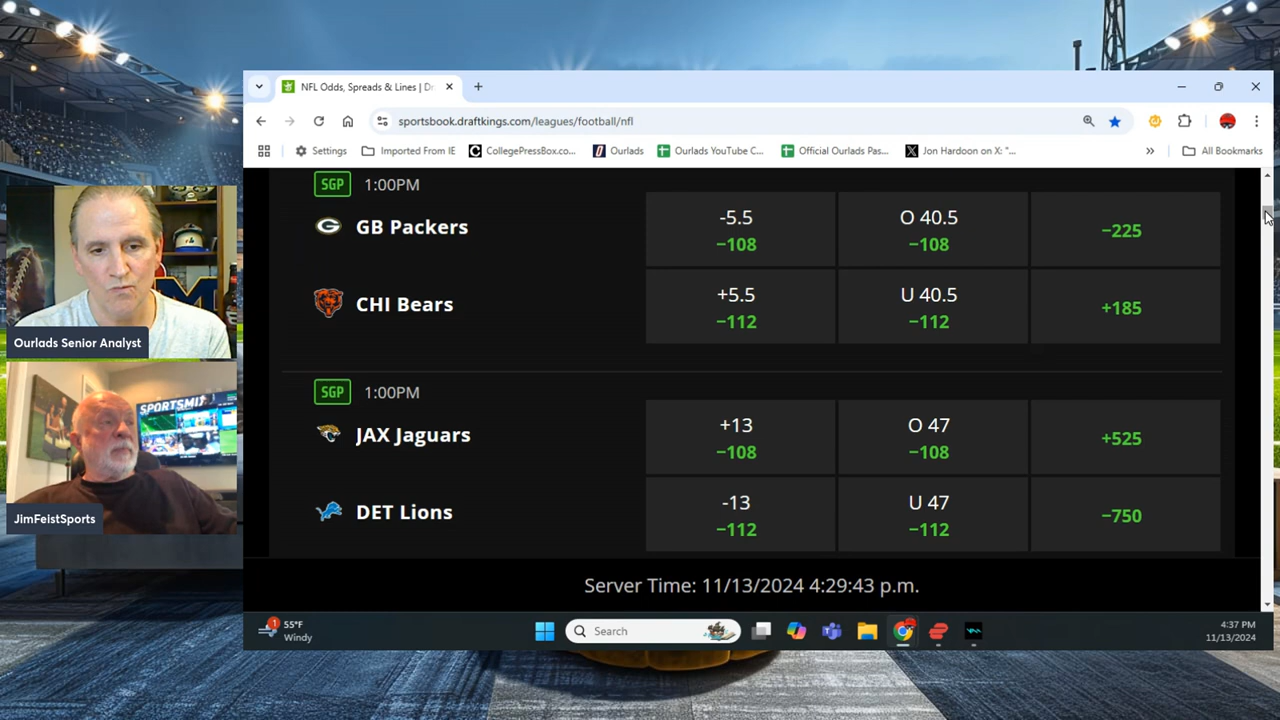 NFL Odds, Spreads & Lines | Dr
sportsbook.draftkings.com/leagues/football/nfl
Settings
Imported From IE
CollegePressBox.co...
Ourlads
Ourlads YouTube C...
Official Ourlads Pas...
Jon Hardoon on X: "...
»
All Bookmarks
SGP 1:00PM
GB Packers
-5.5
−108
O 40.5
−108
−225
CHI Bears
+5.5
−112
U 40.5
−112
+185
SGP 1:00PM
JAX Jaguars
+13
−108
O 47
−108
+525
DET Lions
-13
−112
U 47
−112
−750
Server Time: 11/13/2024 4:29:43 p.m.
1
55°F
Windy
Search
4:37 PM
11/13/2024
Ourlads Senior Analyst
JimFeistSports